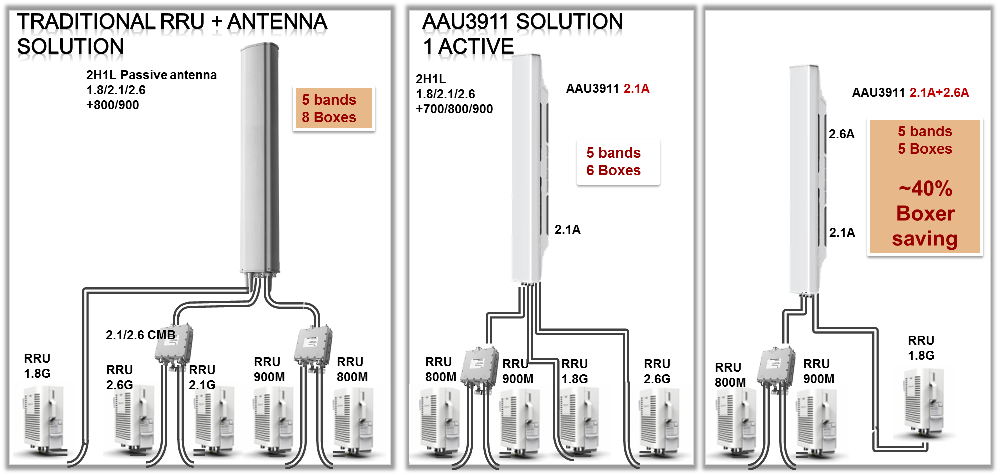 TRADITIONAL RRU + ANTENNA
SOLUTION
2H1L Passive antenna
1.8/2.1/2.6
+800/900
5 bands
8 Boxes
2.1/2.6 CMB
RRU
1.8G
RRU
2.6G
RRU
2.1G
RRU
900M
RRU
800M
AAU3911 SOLUTION
1 ACTIVE
2H1L
1.8/2.1/2.6
+700/800/900
AAU3911 2.1A
5 bands
6 Boxes
2.1A
RRU
800M
RRU
900M
RRU
1.8G
RRU
2.6G
AAU3911 2.1A+2.6A
2.6A
5 bands
5 Boxes
~40%
Boxer
saving
2.1A
RRU
800M
RRU
900M
RRU
1.8G